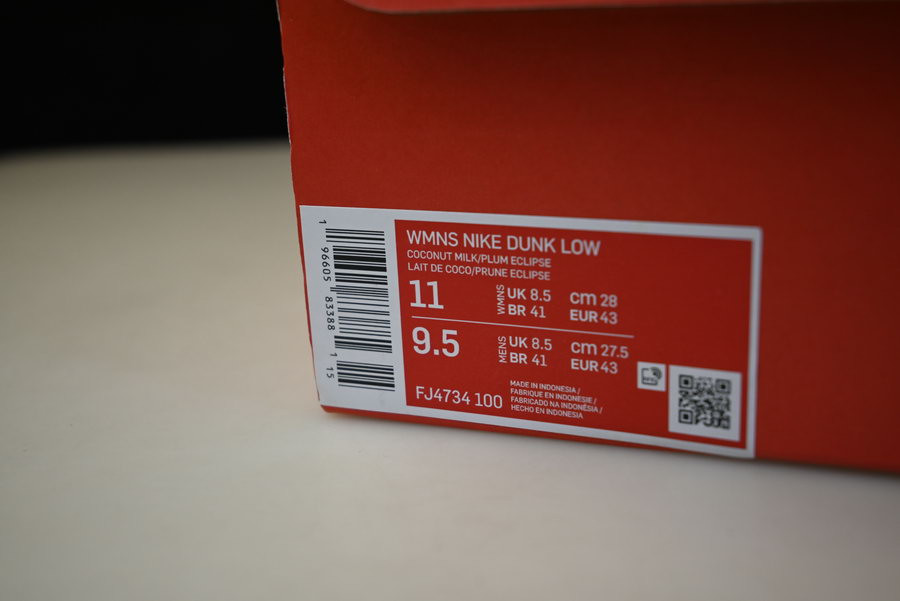 1 96605 83388 1 15
WMNS NIKE DUNK LOW
COCONUT MILK/PLUM ECLIPSE
LAIT DE COCO/PRUNE ECLIPSE
11 WMNS UK 8.5 cm 28
BR 41 EUR 43
9.5 MENS UK 8.5 cm 27.5
BR 41 EUR 43
FJ4734 100
MADE IN INDONESIA /
FABRIQUE EN INDONESIE /
FABRICADO NA INDONÉSIA /
HECHO EN INDONESIA